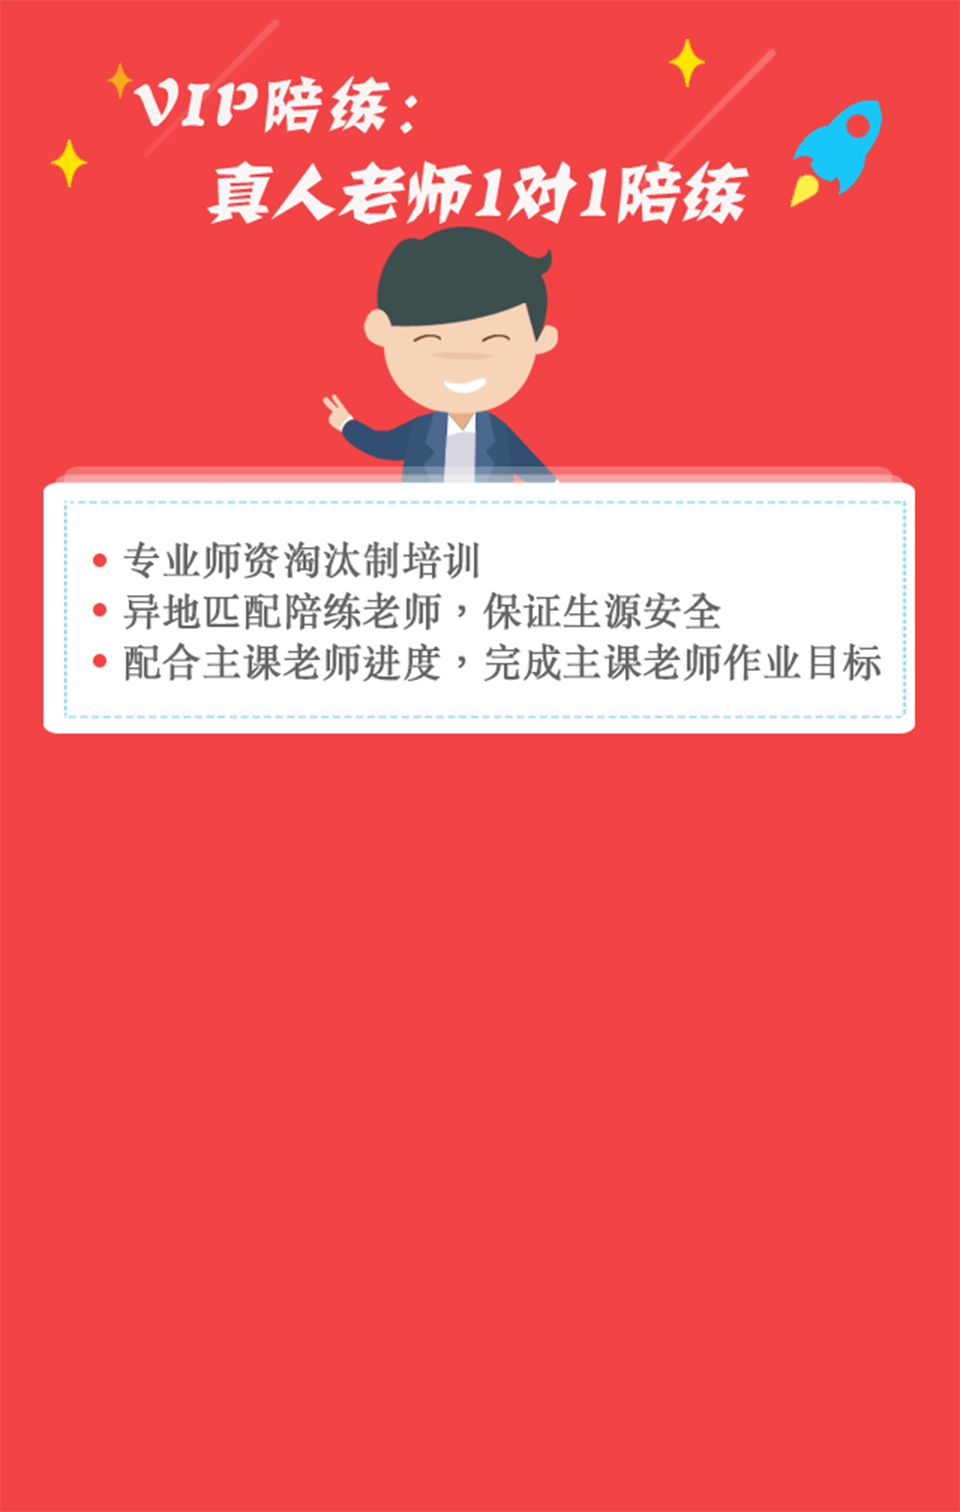 VIP陪练：
真人老师1对1陪练
专业师资淘汰制培训
异地匹配陪练老师，保证生源安全
配合主课老师进度，完成主课老师作业目标